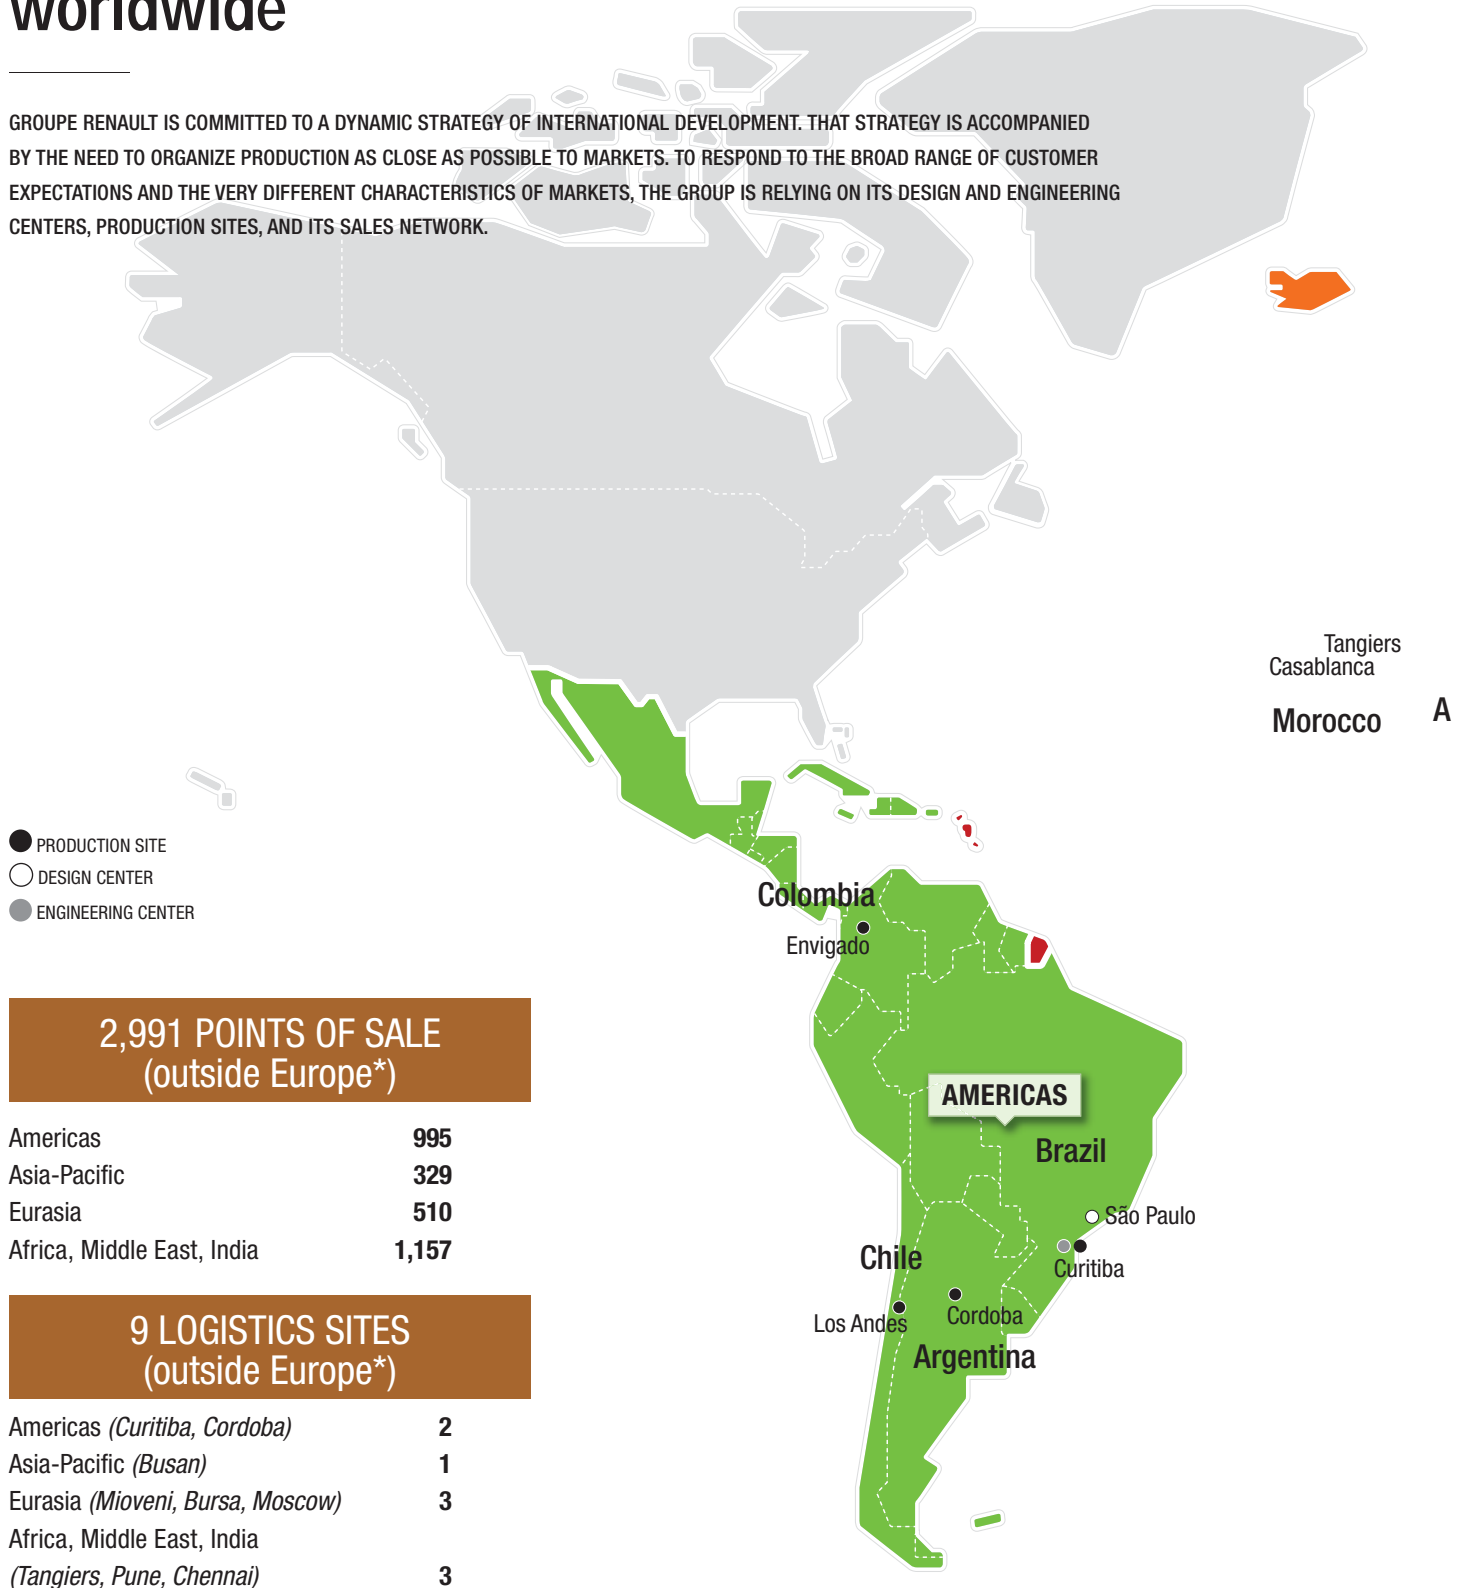 worldwide
GROUPE RENAULT IS COMMITTED TO A DYNAMIC STRATEGY OF INTERNATIONAL DEVELOPMENT. THAT STRATEGY IS ACCOMPANIED
BY THE NEED TO ORGANIZE PRODUCTION AS CLOSE AS POSSIBLE TO MARKETS. TO RESPOND TO THE BROAD RANGE OF CUSTOMER
EXPECTATIONS AND THE VERY DIFFERENT CHARACTERISTICS OF MARKETS, THE GROUP IS RELYING ON ITS DESIGN AND ENGINEERING
CENTERS, PRODUCTION SITES, AND ITS SALES NETWORK.
Tangiers
Casablanca
Morocco
A
PRODUCTION SITE
DESIGN CENTER
ENGINEERING CENTER
Colombia
Envigado
AMERICAS
Brazil
São Paulo
Curitiba
Chile
Los Andes
Cordoba
Argentina
2,991 POINTS OF SALE
(outside Europe*)
Americas 995
Asia-Pacific 329
Eurasia 510
Africa, Middle East, India 1,157
9 LOGISTICS SITES
(outside Europe*)
Americas (Curitiba, Cordoba) 2
Asia-Pacific (Busan) 1
Eurasia (Mioveni, Bursa, Moscow) 3
Africa, Middle East, India
(Tangiers, Pune, Chennai) 3